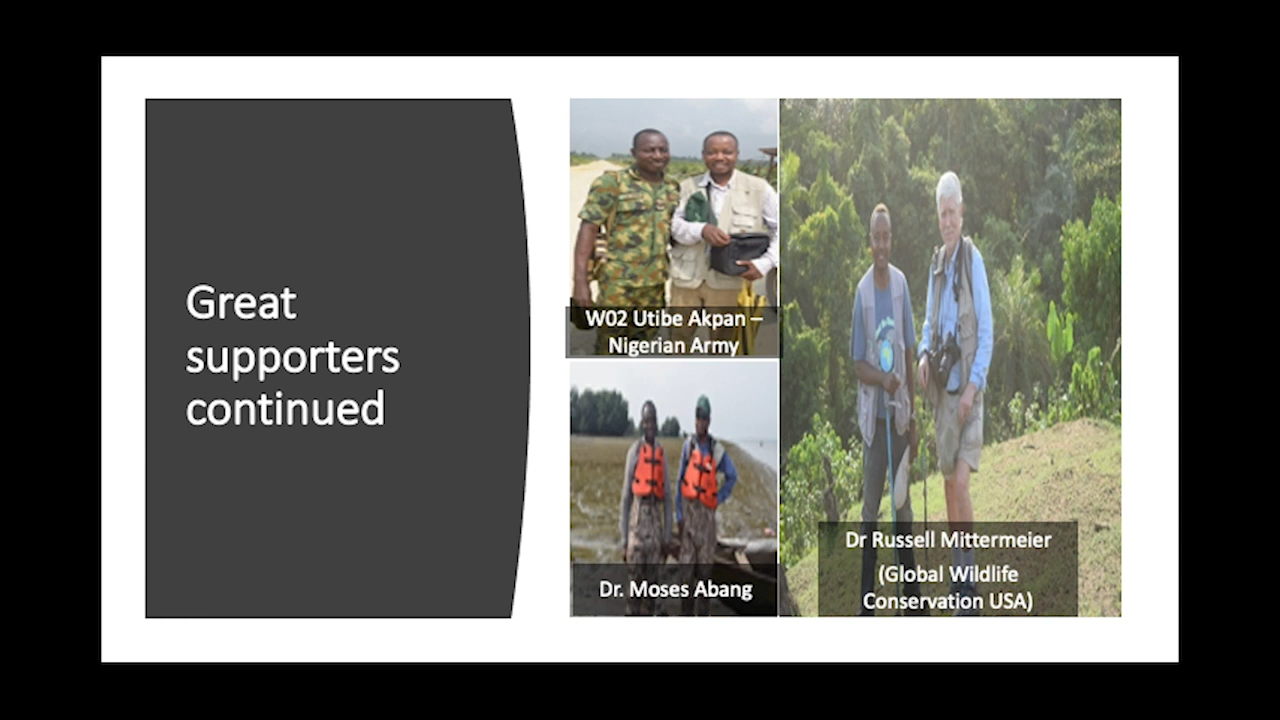 Great
supporters
continued
W02 Utibe Akpan –
Nigerian Army
Dr. Moses Abang
Dr Russell Mittermeier
(Global Wildlife
Conservation USA)